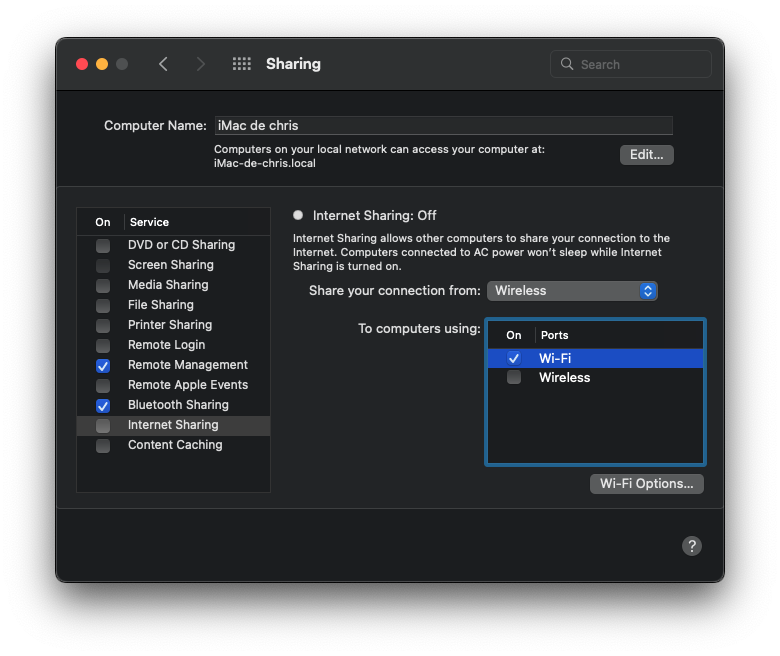 Sharing
Search
Computer Name: iMac de chris
Computers on your local network can access your computer at:
iMac-de-chris.local
Edit...
On Service
DVD or CD Sharing
Screen Sharing
Media Sharing
File Sharing
Printer Sharing
Remote Login
Remote Management
Remote Apple Events
Bluetooth Sharing
Internet Sharing
Content Caching
Internet Sharing: Off
Internet Sharing allows other computers to share your connection to the
Internet. Computers connected to AC power won't sleep while Internet
Sharing is turned on.
Share your connection from: Wireless
To computers using:
On Ports
Wi-Fi
Wireless
Wi-Fi Options...
?